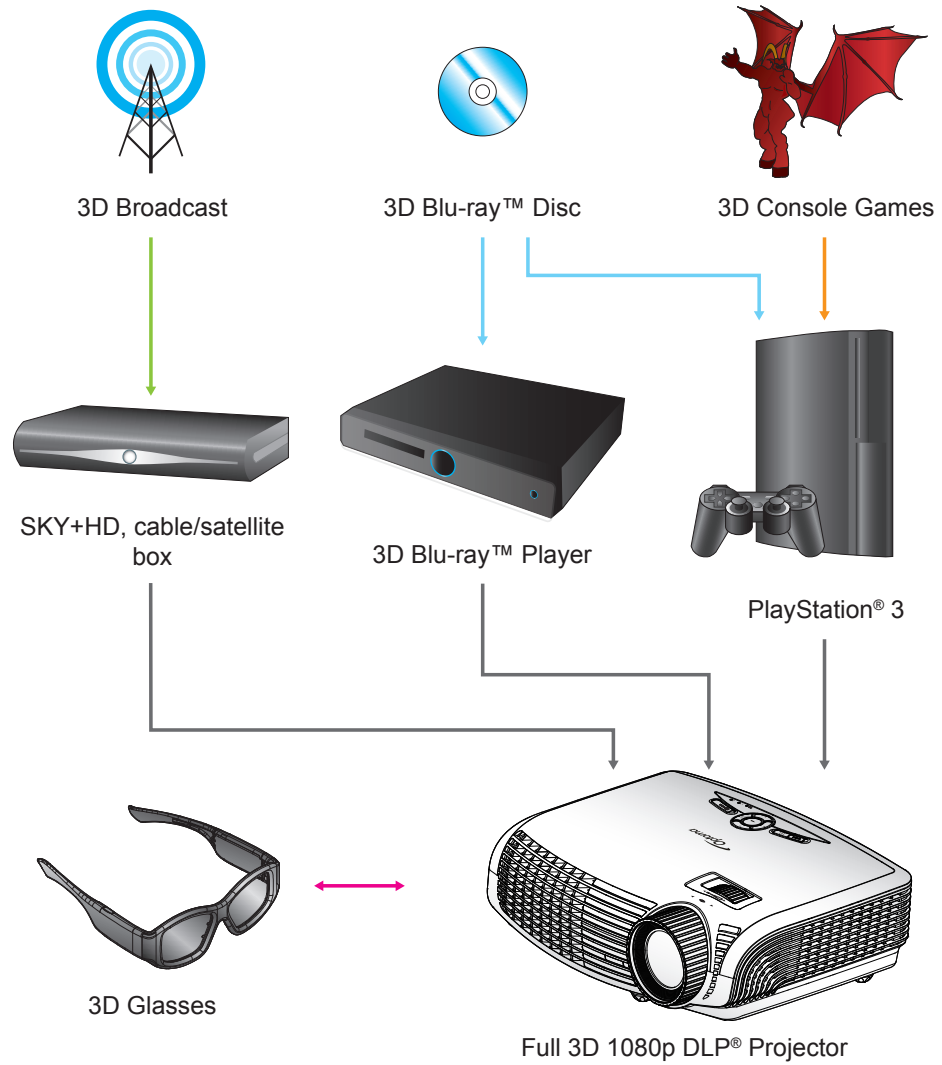 3D Broadcast
3D Blu-ray™ Disc
3D Console Games
SKY+HD, cable/satellite
box
3D Blu-ray™ Player
PlayStation® 3
Optoma
3D Glasses
Full 3D 1080p DLP® Projector